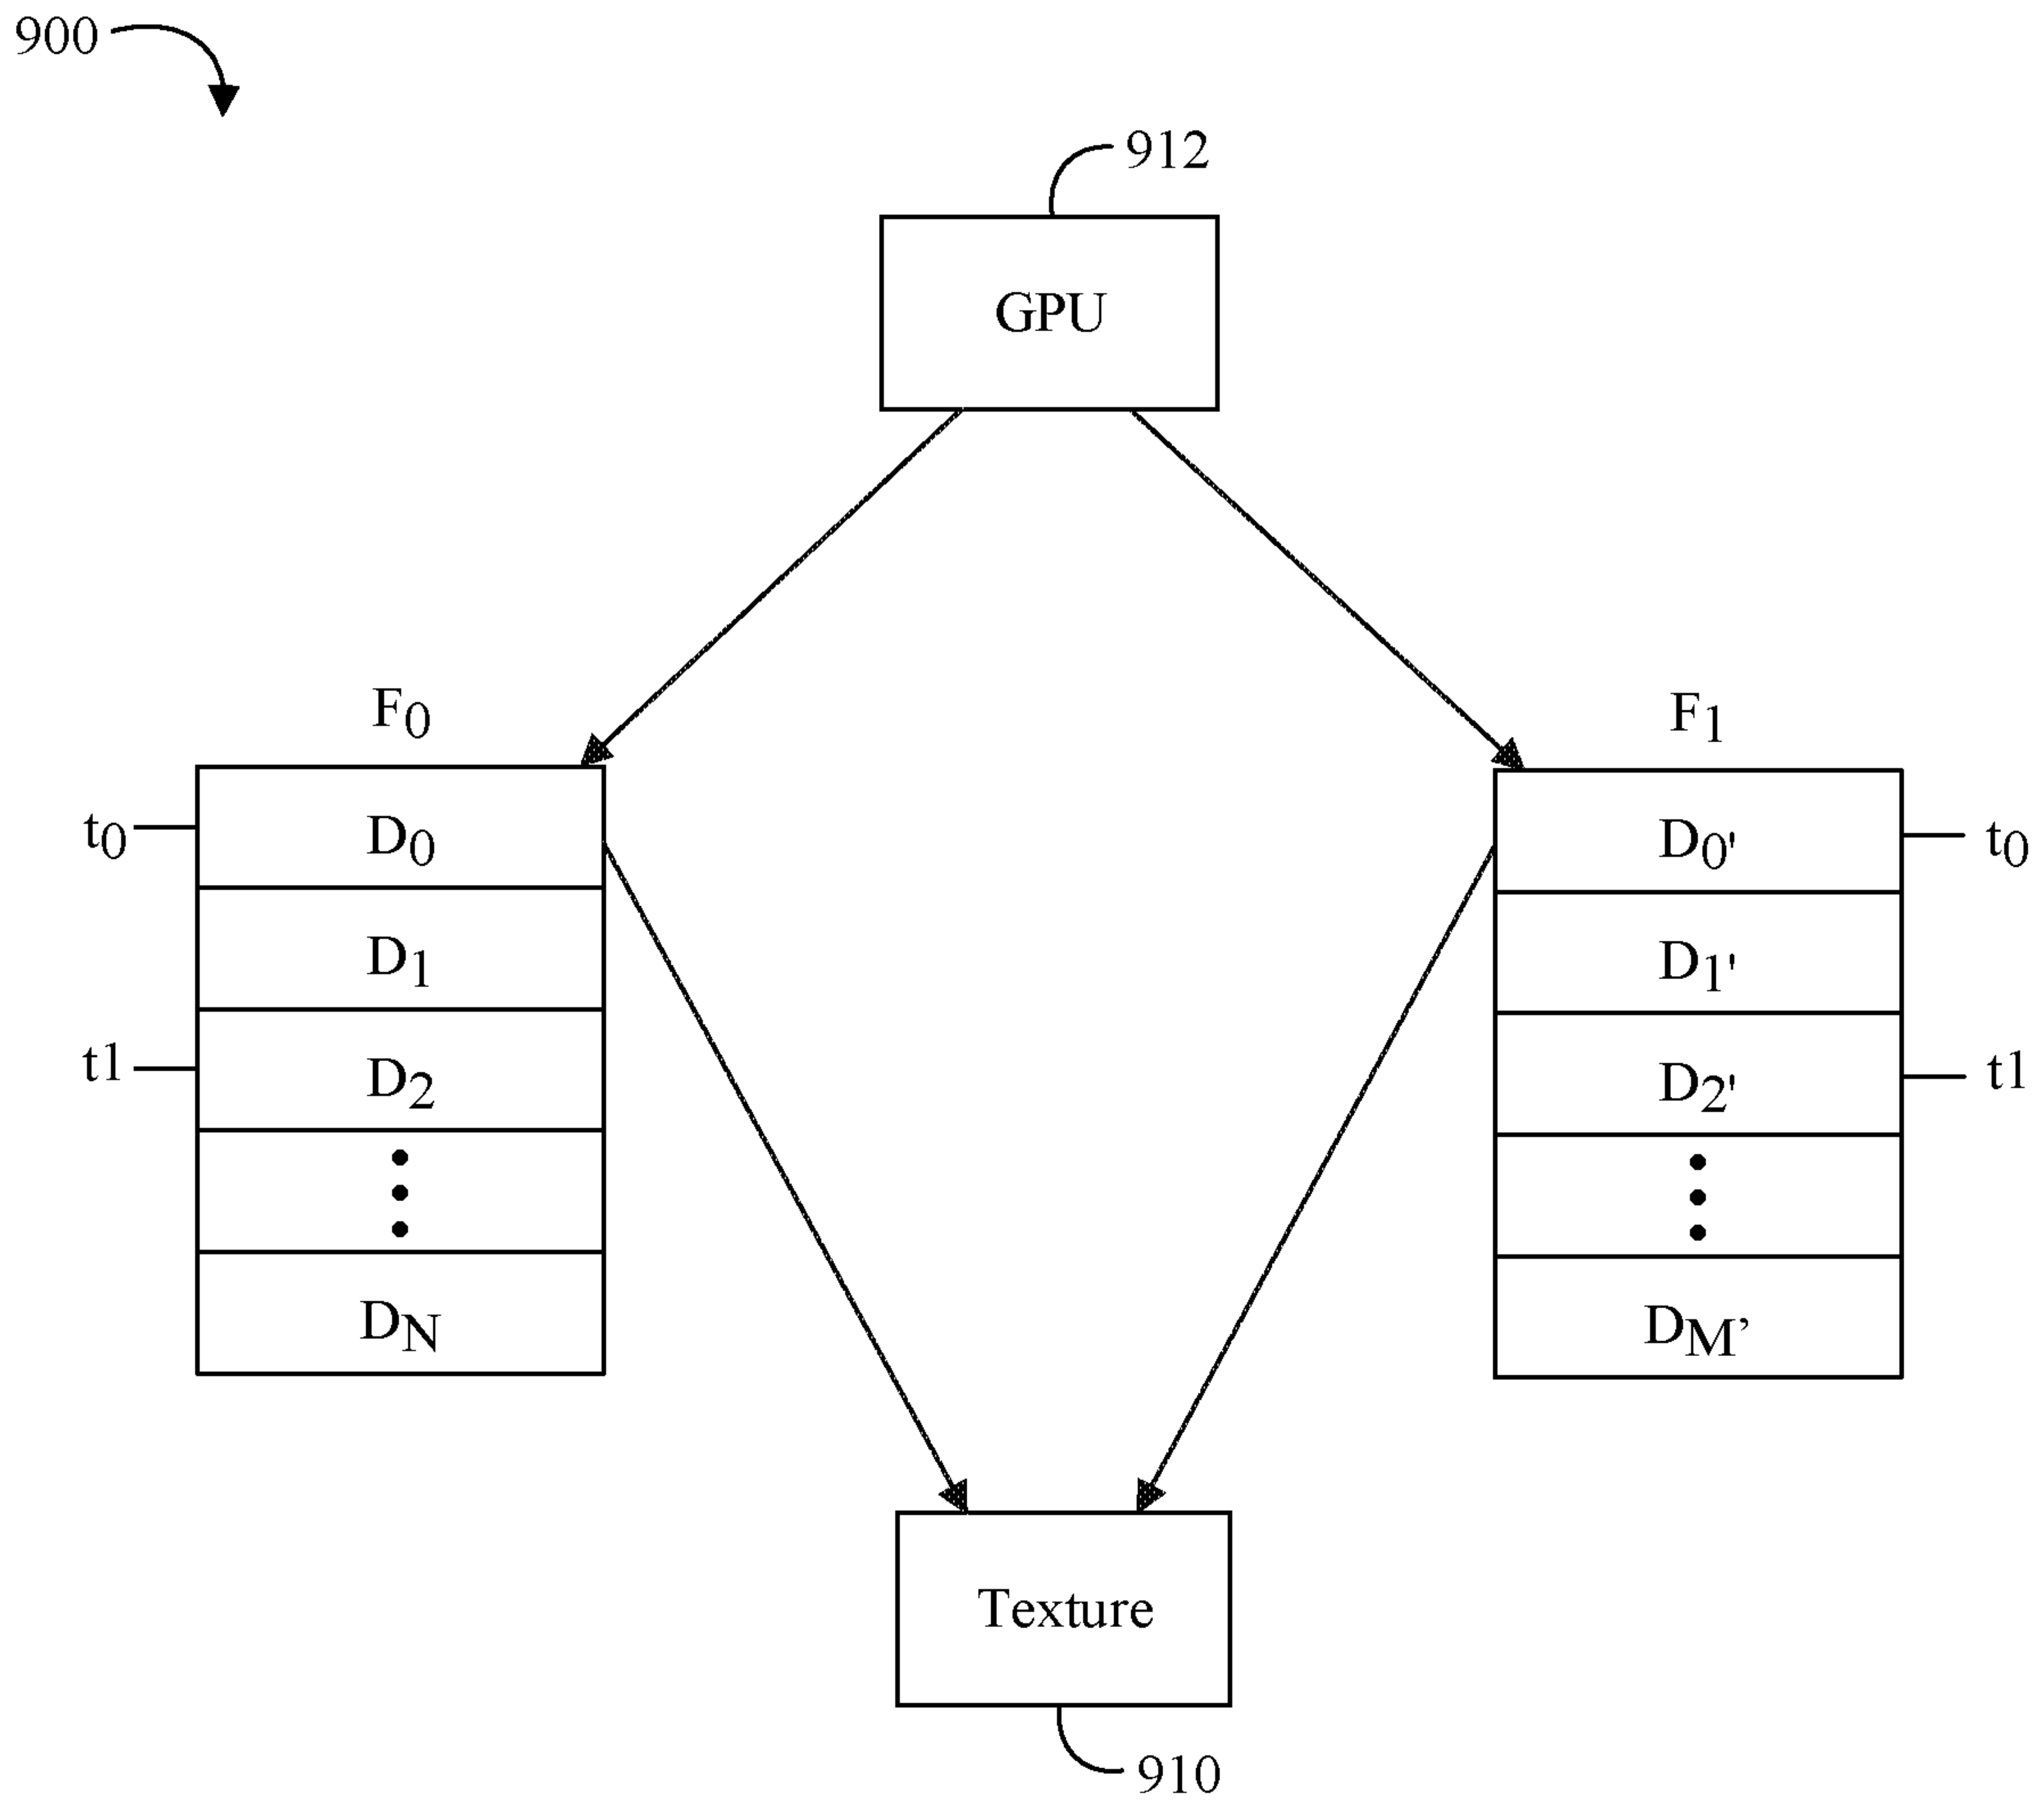 900
912
GPU
F0
F1
t0
D0
D0'
t0
D1
D1'
t1
D2
D2'
t1
DN
DM’
Texture
910